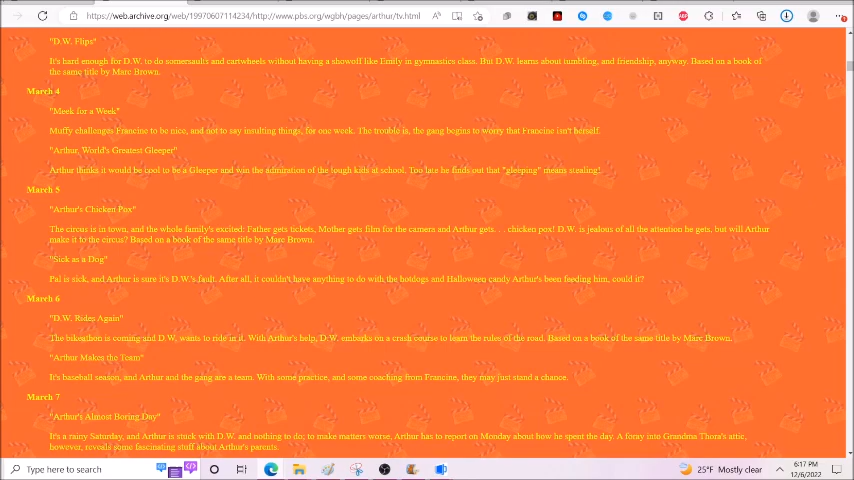 https://web.archive.org/web/19970607114234/http://www.pbs.org/wgbh/pages/arthur/tv.html
"D.W. Flips"
It's hard enough for D.W. to do somersaults and cartwheels without having a showoff like Emily in gymnastics class. But D.W. learns about tumbling, and friendship, anyway. Based on a book of
the same title by Marc Brown.
March 4
"Meek for a Week"
Muffy challenges Francine to be nice, and not to say insulting things, for one week. The trouble is, the gang begins to worry that Francine isn't herself.
"Arthur, World's Greatest Gleeper"
Arthur thinks it would be cool to be a Gleeper and win the admiration of the tough kids at school. Too late he finds out that "gleeping" means stealing!
March 5
"Arthur's Chicken Pox"
The circus is in town, and the whole family's excited: Father gets tickets, Mother gets film for the camera and Arthur gets. . . chicken pox! D.W. is jealous of all the attention he gets, but will Arthur
make it to the circus? Based on a book of the same title by Marc Brown.
"Sick as a Dog"
Pal is sick, and Arthur is sure it's D.W.'s fault. After all, it couldn't have anything to do with the hotdogs and Halloween candy Arthur's been feeding him, could it?
March 6
"D.W. Rides Again"
The bikeathon is coming and D.W. wants to ride in it. With Arthur's help, D.W. embarks on a crash course to learn the rules of the road. Based on a book of the same title by Marc Brown.
"Arthur Makes the Team"
It's baseball season, and Arthur and the gang are a team. With some practice, and some coaching from Francine, they may just stand a chance.
March 7
"Arthur's Almost Boring Day"
It's a rainy Saturday, and Arthur is stuck with D.W. and nothing to do; to make matters worse, Arthur has to report on Monday about how he spent the day. A foray into Grandma Thora's attic,
however, reveals some fascinating stuff about Arthur's parents.
Type here to search
25°F Mostly clear
6:17 PM
12/6/2022